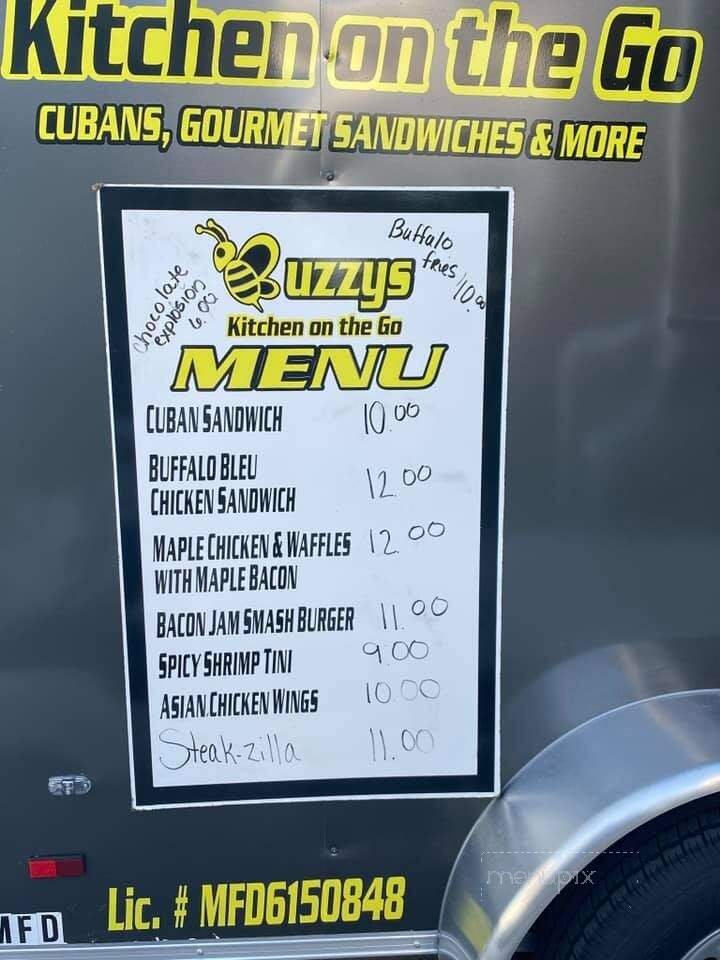 Kitchen on the Go
CUBANS, GOURMET SANDWICHES & MORE
Buffalo
fries 10.00
chocolate
explosion
6.00
Buzzys
Kitchen on the Go
MENU
CUBAN SANDWICH 10.00
BUFFALO BLEU
CHICKEN SANDWICH 12.00
MAPLE CHICKEN & WAFFLES 12.00
WITH MAPLE BACON
BACON JAM SMASH BURGER 11.00
SPICY SHRIMP TINI 9.00
ASIAN CHICKEN WINGS 10.00
Steak-zilla 11.00
menupix
Lic. # MFD6150848
MFD